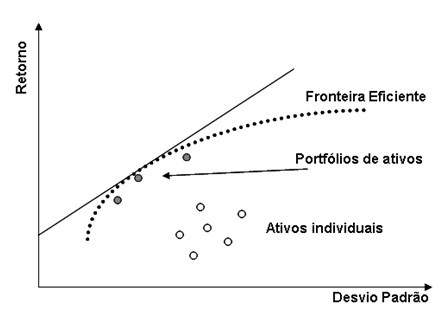 Retorno
Fronteira Eficiente
Portfólios de ativos
Ativos individuais
Desvio Padrão